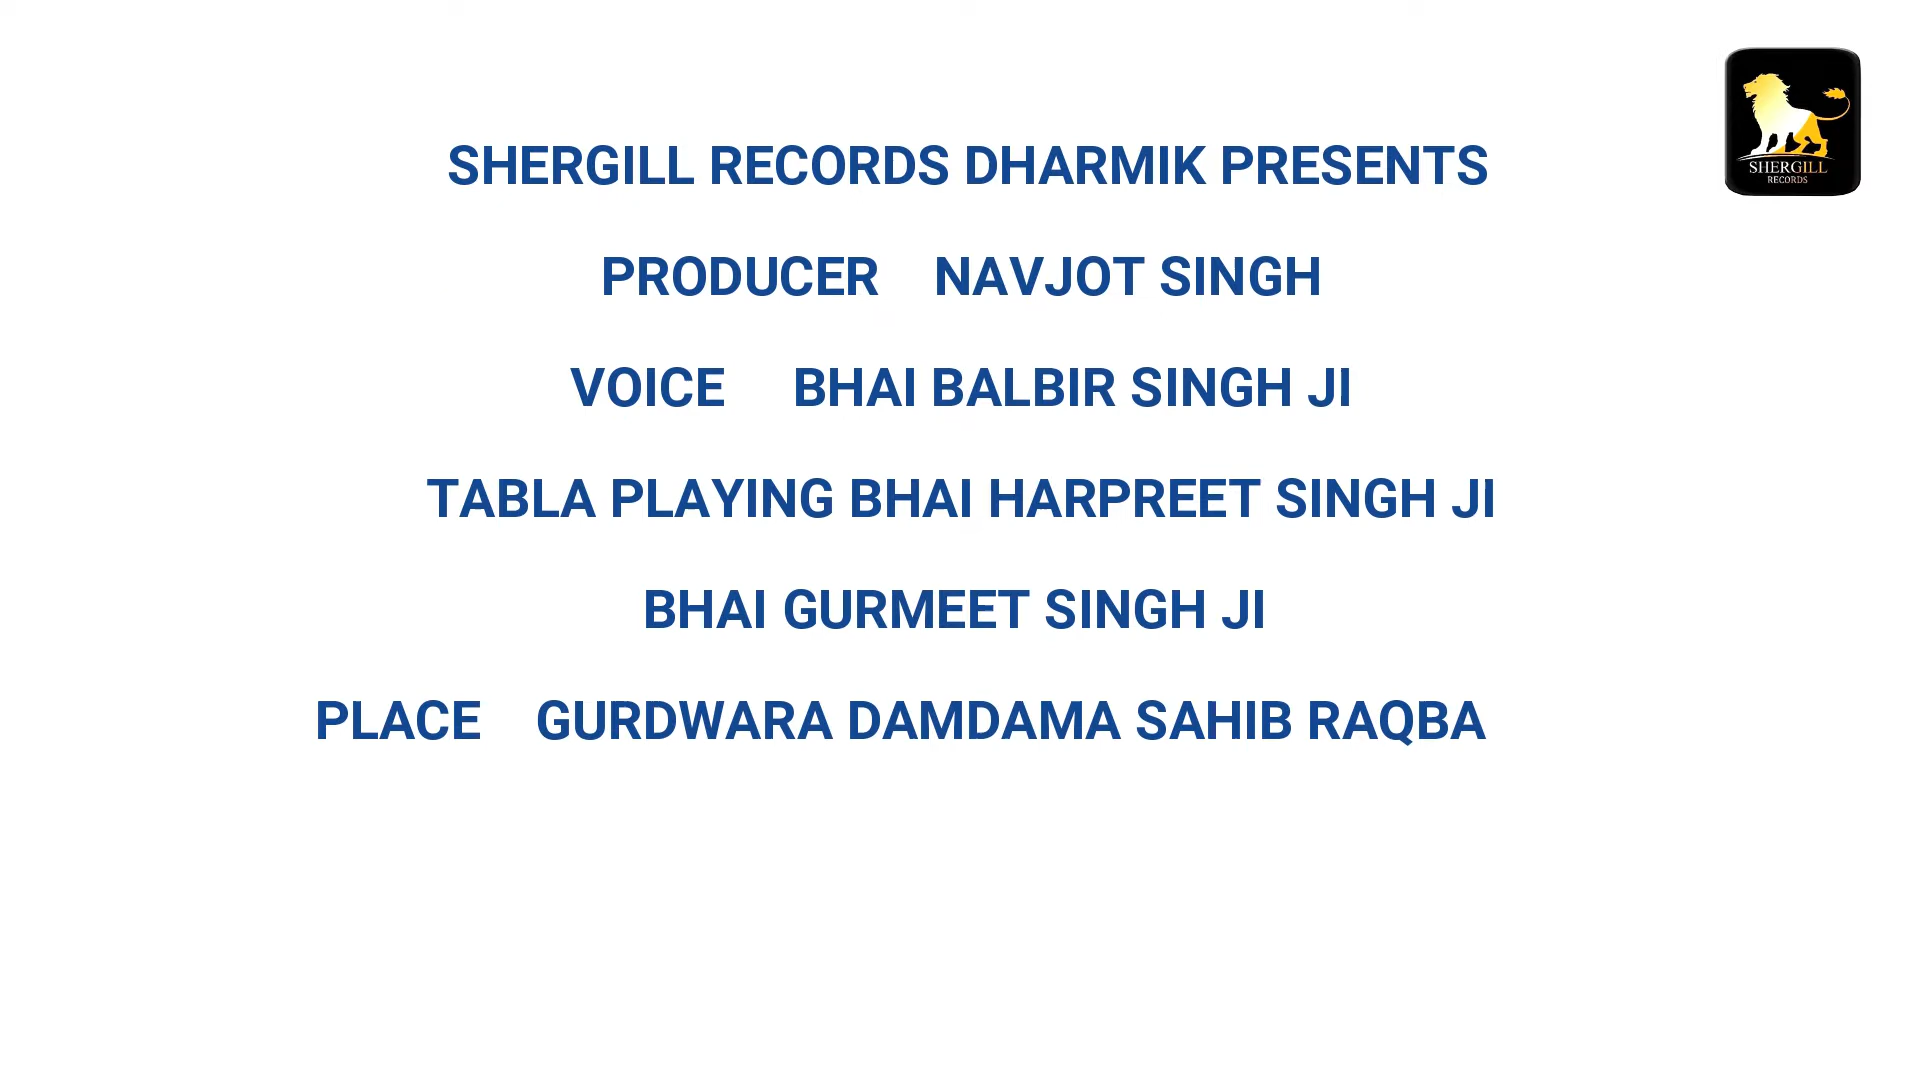 SHERGILL RECORDS DHARMIK PRESENTS
PRODUCER NAVJOT SINGH
VOICE BHAI BALBIR SINGH JI
TABLA PLAYING BHAI HARPREET SINGH JI
BHAI GURMEET SINGH JI
PLACE GURDWARA DAMDAMA SAHIB RAQBA
SHERGILL
RECORDS